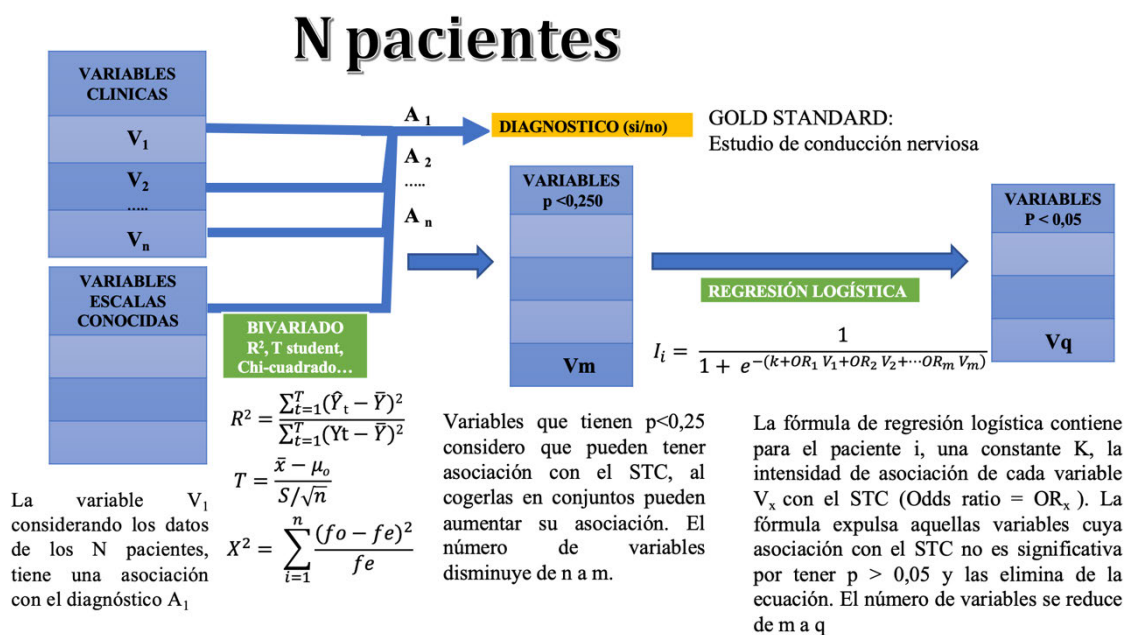 N pacientes
VARIABLES
CLINICAS
V₁
V₂
.....
Vₙ
VARIABLES
ESCALAS
CONOCIDAS
A ₁
A ₂
.....
A ₙ
DIAGNOSTICO (si/no)
GOLD STANDARD:
Estudio de conducción nerviosa
BIVARIADO
R², T student,
Chi-cuadrado…
VARIABLES
p <0,250
Vm
REGRESIÓN LOGÍSTICA
VARIABLES
P < 0,05
Vq
R² = ∑ₜ₌₁ᵀ(Ŷₜ − Ȳ)² / ∑ₜ₌₁ᵀ(Yt − Ȳ)²
T = (x̄ − μₒ) / (S/√n)
X² = ∑ᵢ₌₁ⁿ (fo − fe)² / fe
I_i = 1 / (1 + e^−(k+OR₁ V₁+OR₂ V₂+⋯ORₘ Vₘ))
La variable V₁
considerando los datos
de los N pacientes,
tiene una asociación
con el diagnóstico A₁
Variables que tienen p<0,25
considero que pueden tener
asociación con el STC, al
cogerlas en conjuntos pueden
aumentar su asociación. El
número de variables
disminuye de n a m.
La fórmula de regresión logística contiene
para el paciente i, una constante K, la
intensidad de asociación de cada variable
Vₓ con el STC (Odds ratio = ORₓ ). La
fórmula expulsa aquellas variables cuya
asociación con el STC no es significativa
por tener p > 0,05 y las elimina de la
ecuación. El número de variables se reduce
de m a q